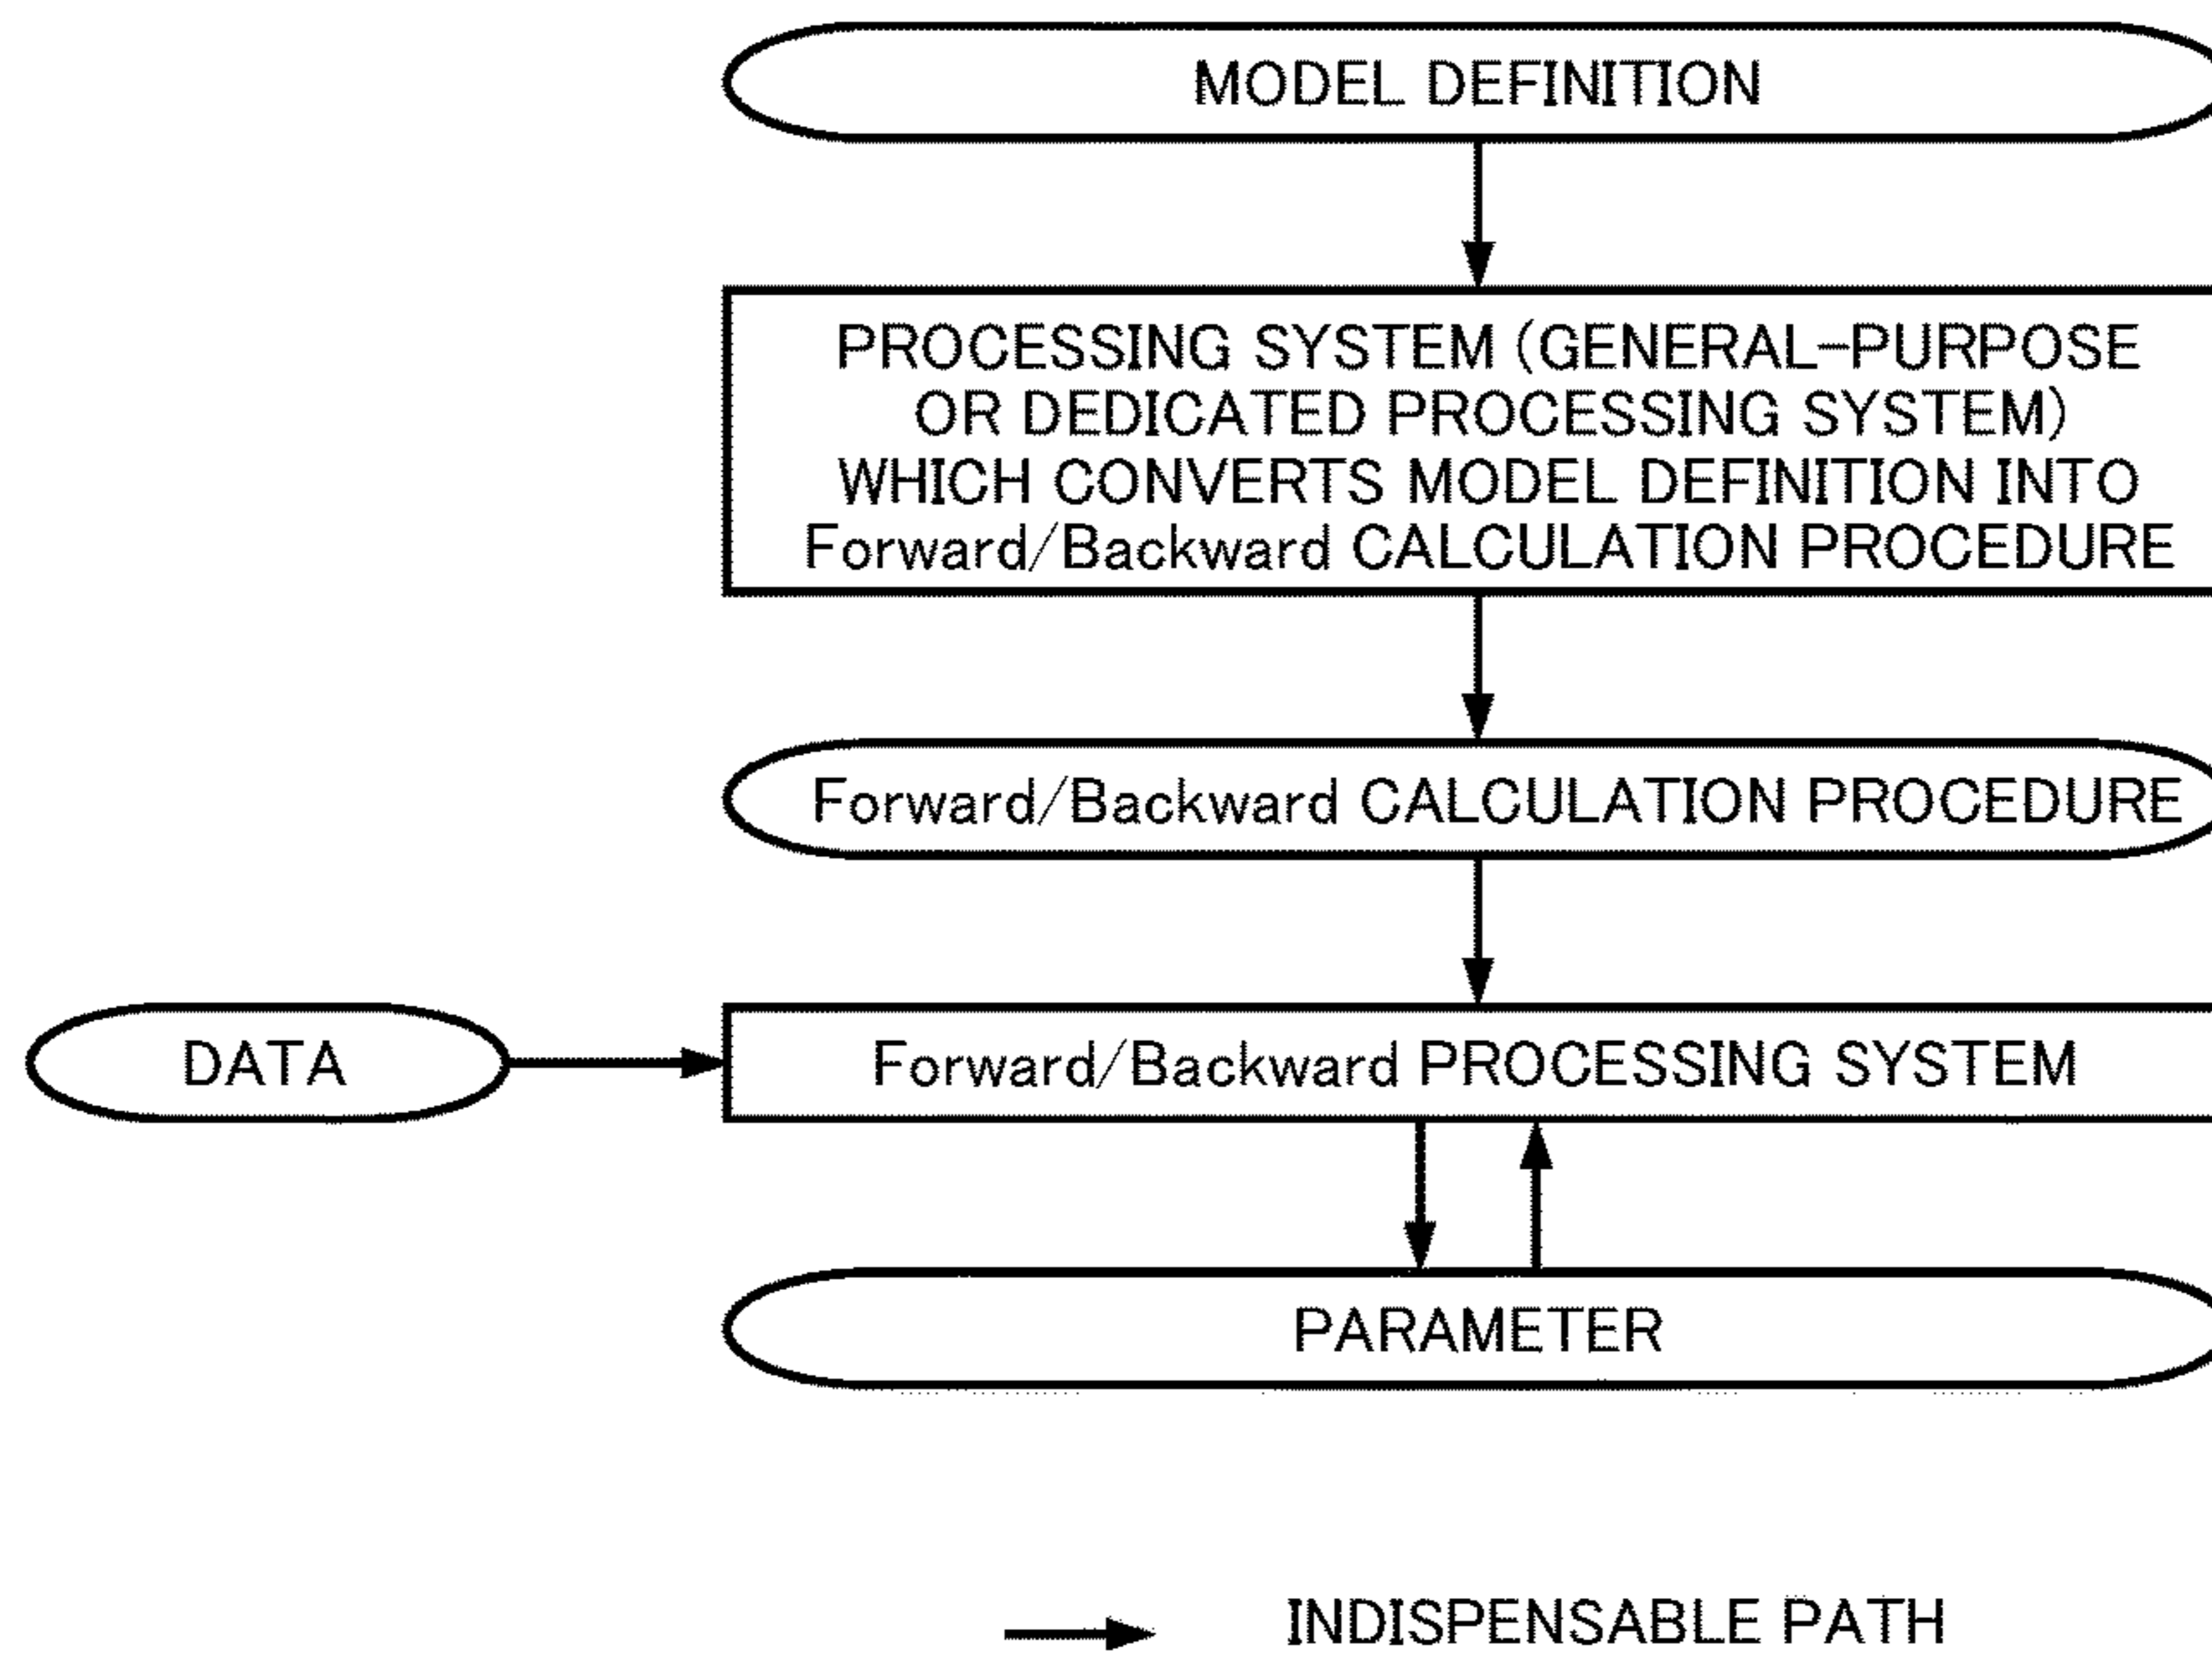 MODEL DEFINITION
PROCESSING SYSTEM (GENERAL-PURPOSE
OR DEDICATED PROCESSING SYSTEM)
WHICH CONVERTS MODEL DEFINITION INTO
Forward/Backward CALCULATION PROCEDURE
Forward/Backward CALCULATION PROCEDURE
DATA
Forward/Backward PROCESSING SYSTEM
PARAMETER
INDISPENSABLE PATH